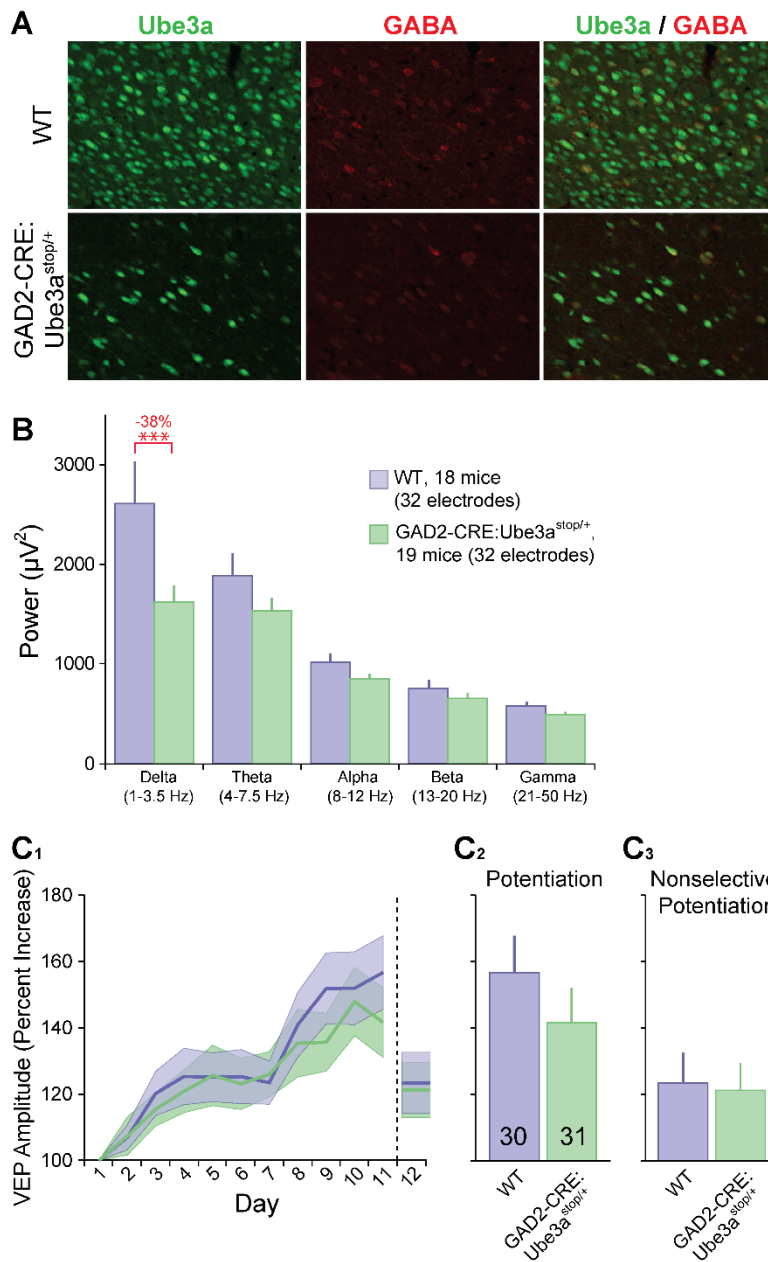 A
Ube3a
GABA
Ube3a / GABA
WT
GAD2-CRE:
Ube3a^stop/+
B
-38%
***
Power (µV²)
3000
2000
1000
0
WT, 18 mice
(32 electrodes)
GAD2-CRE:Ube3a^stop/+,
19 mice (32 electrodes)
Delta
(1-3.5 Hz)
Theta
(4-7.5 Hz)
Alpha
(8-12 Hz)
Beta
(13-20 Hz)
Gamma
(21-50 Hz)
C₁
VEP Amplitude (Percent Increase)
180
160
140
120
100
1 2 3 4 5 6 7 8 9 10 11 12
Day
C₂
Potentiation
30
31
WT
GAD2-CRE:
Ube3a^stop/+
C₃
Nonselective
Potentiation
WT
GAD2-CRE:
Ube3a^stop/+